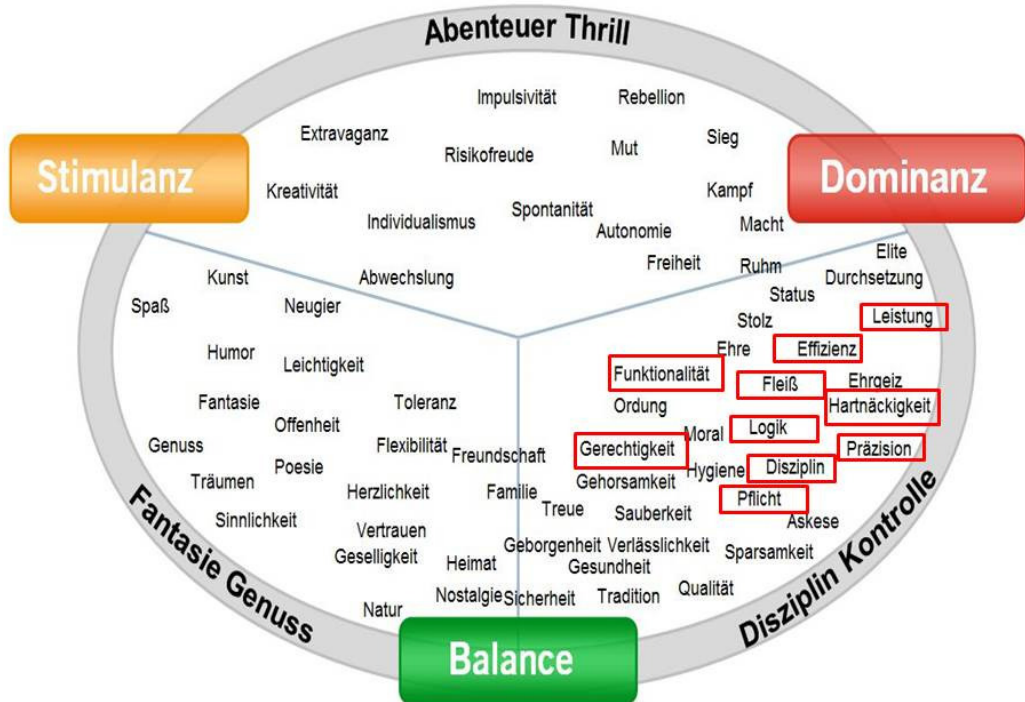 Abenteuer Thrill
Impulsivität
Rebellion
Extravaganz
Sieg
Mut
Risikofreude
Stimulanz
Dominanz
Kreativität
Kampf
Individualismus
Spontanität
Macht
Autonomie
Elite
Freiheit
Ruhm
Kunst
Abwechslung
Durchsetzung
Spaß
Neugier
Status
Leistung
Stolz
Humor
Ehre
Effizienz
Leichtigkeit
Funktionalität
Fleiß
Ehrgeiz
Fantasie
Toleranz
Ordung
Hartnäckigkeit
Offenheit
Moral
Logik
Genuss
Flexibilität
Freundschaft
Gerechtigkeit
Präzision
Poesie
Hygiene
Disziplin
Träumen
Herzlichkeit
Familie
Gehorsamkeit
Pflicht
Sinnlichkeit
Treue
Sauberkeit
Askese
Vertrauen
Geborgenheit
Verlässlichkeit
Sparsamkeit
Geselligkeit
Heimat
Gesundheit
Nostalgie
Sicherheit
Tradition
Qualität
Natur
Fantasie Genuss
Disziplin Kontrolle
Balance